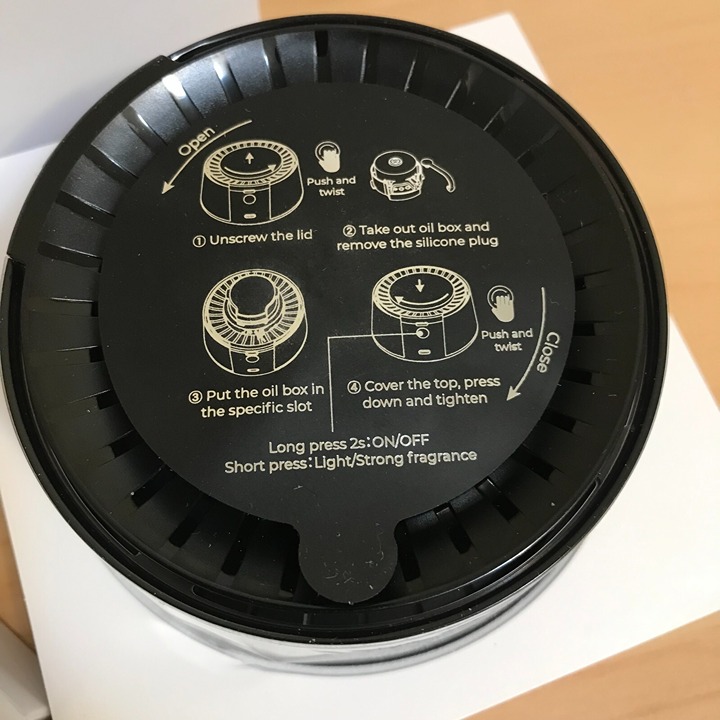 Open
Push and
twist
① Unscrew the lid
② Take out oil box and
remove the silicone plug
Push and
twist
Close
③ Put the oil box in
the specific slot
④ Cover the top, press
down and tighten
Long press 2s:ON/OFF
Short press:Light/Strong fragrance